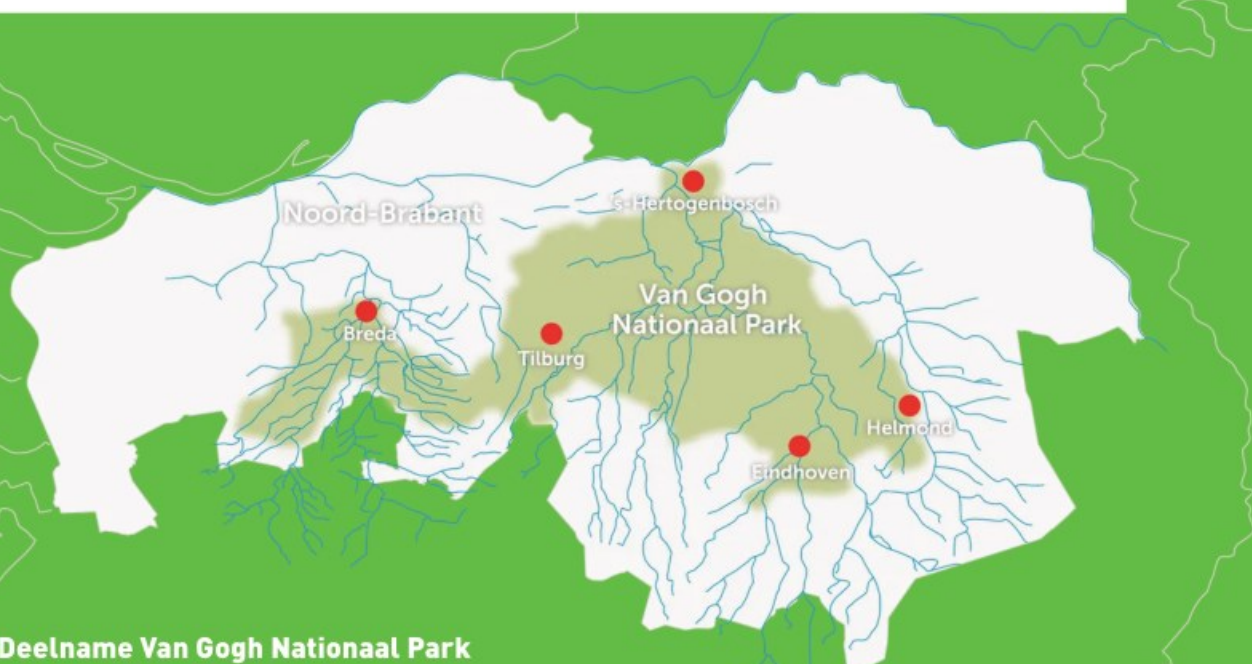 's-Hertogenbosch
Noord-Brabant
Van Gogh
Nationaal Park
Breda
Tilburg
Helmond
Eindhoven
Deelname Van Gogh Nationaal Park